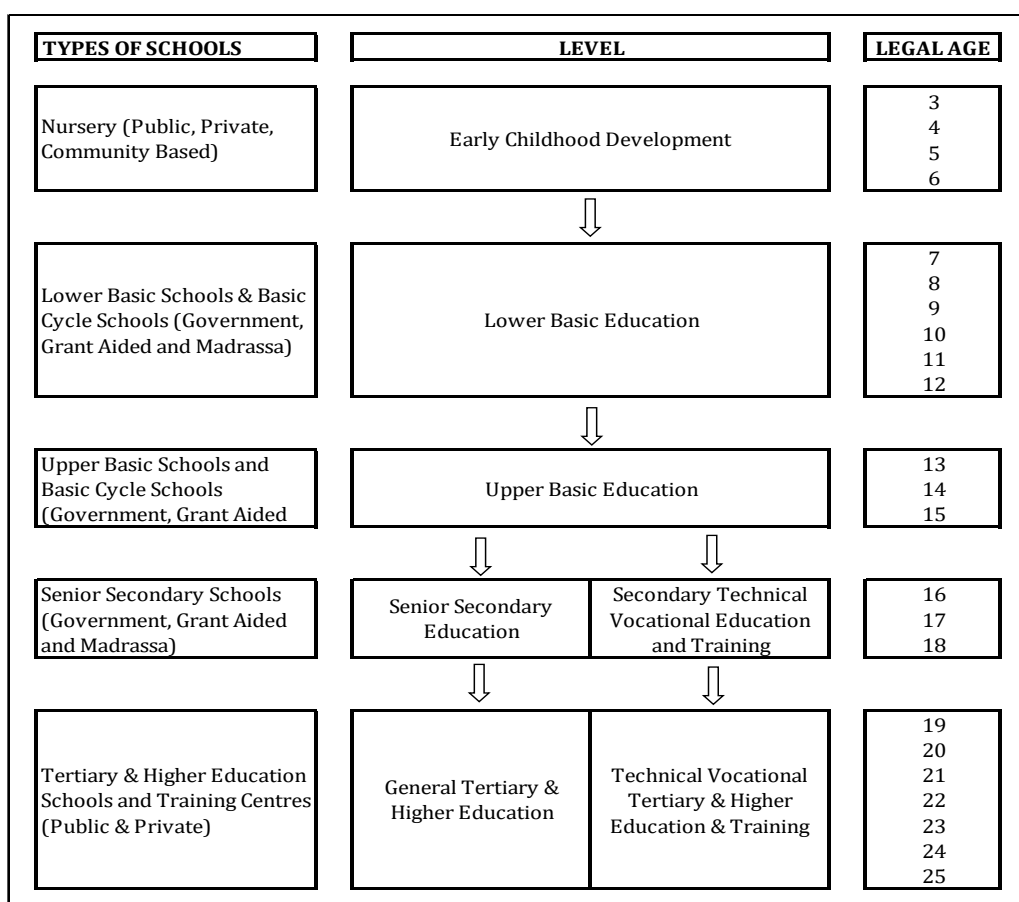 TYPES OF SCHOOLS
LEVEL
LEGAL AGE
Nursery (Public, Private,
Community Based)
Early Childhood Development
3
4
5
6
Lower Basic Schools & Basic
Cycle Schools (Government,
Grant Aided and Madrassa)
Lower Basic Education
7
8
9
10
11
12
Upper Basic Schools and
Basic Cycle Schools
(Government, Grant Aided
Upper Basic Education
13
14
15
Senior Secondary Schools
(Government, Grant Aided
and Madrassa)
Senior Secondary
Education
Secondary Technical
Vocational Education
and Training
16
17
18
Tertiary & Higher Education
Schools and Training Centres
(Public & Private)
General Tertiary &
Higher Education
Technical Vocational
Tertiary & Higher
Education & Training
19
20
21
22
23
24
25